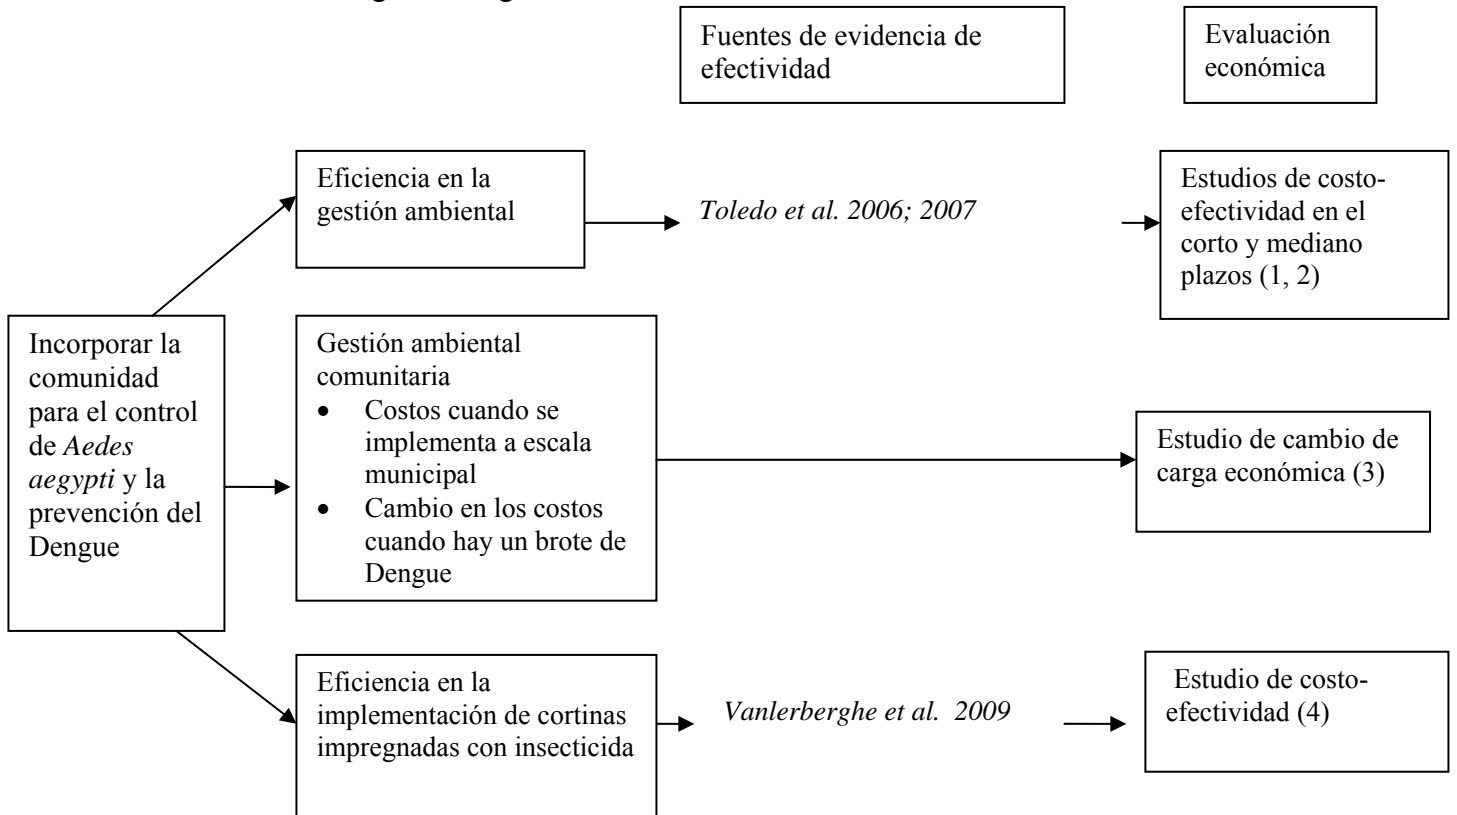 Fuentes de evidencia de
efectividad
Evaluación
económica
Eficiencia en la
gestión ambiental
Toledo et al. 2006; 2007
Estudios de costo-
efectividad en el
corto y mediano
plazos (1, 2)
Incorporar la
comunidad
para el control
de Aedes
aegypti y la
prevención del
Dengue
Gestión ambiental
comunitaria
• Costos cuando se
implementa a escala
municipal
• Cambio en los costos
cuando hay un brote de
Dengue
Estudio de cambio de
carga económica (3)
Eficiencia en la
implementación de cortinas
impregnadas con insecticida
Vanlerberghe et al. 2009
Estudio de costo-
efectividad (4)